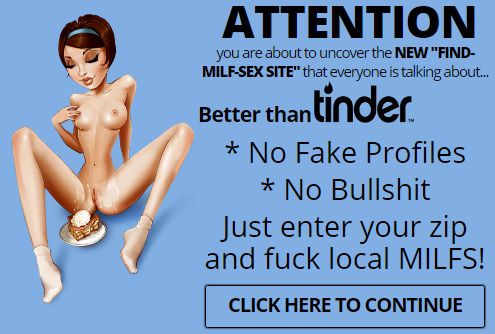 ATTENTION
you are about to uncover the NEW "FIND-
MILF-SEX SITE" that everyone is talking about...
Better than tinder™
* No Fake Profiles
* No Bullshit
Just enter your zip
and fuck local MILFS!
CLICK HERE TO CONTINUE